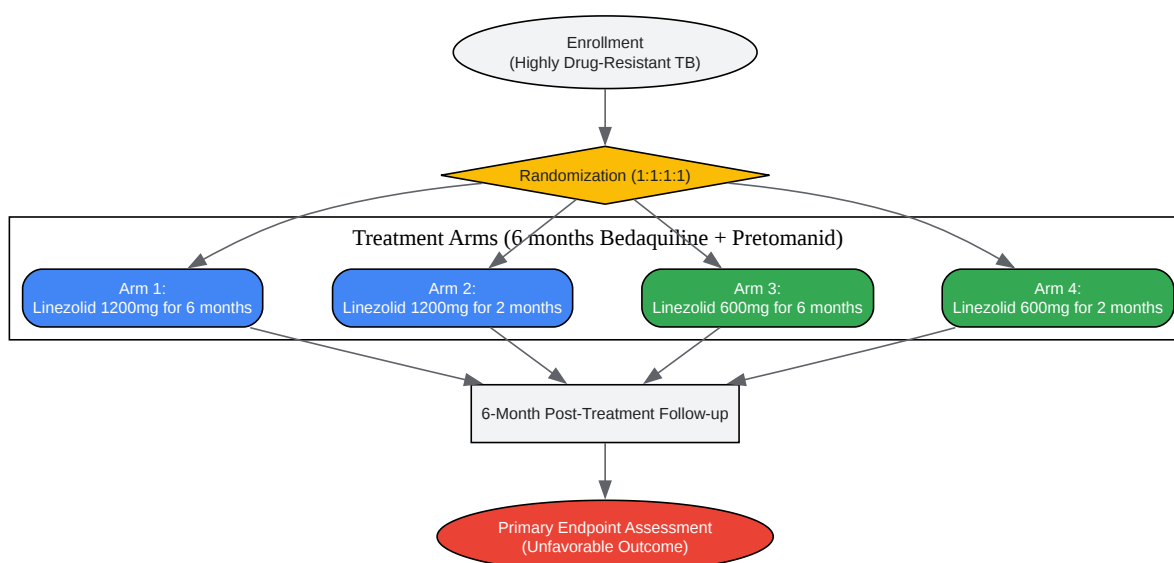 Enrollment
(Highly Drug-Resistant TB)
Randomization (1:1:1:1)
Treatment Arms (6 months Bedaquiline + Pretomanid)
Arm 1:
Linezolid 1200mg for 6 months
Arm 2:
Linezolid 1200mg for 2 months
Arm 3:
Linezolid 600mg for 6 months
Arm 4:
Linezolid 600mg for 2 months
6-Month Post-Treatment Follow-up
Primary Endpoint Assessment
(Unfavorable Outcome)